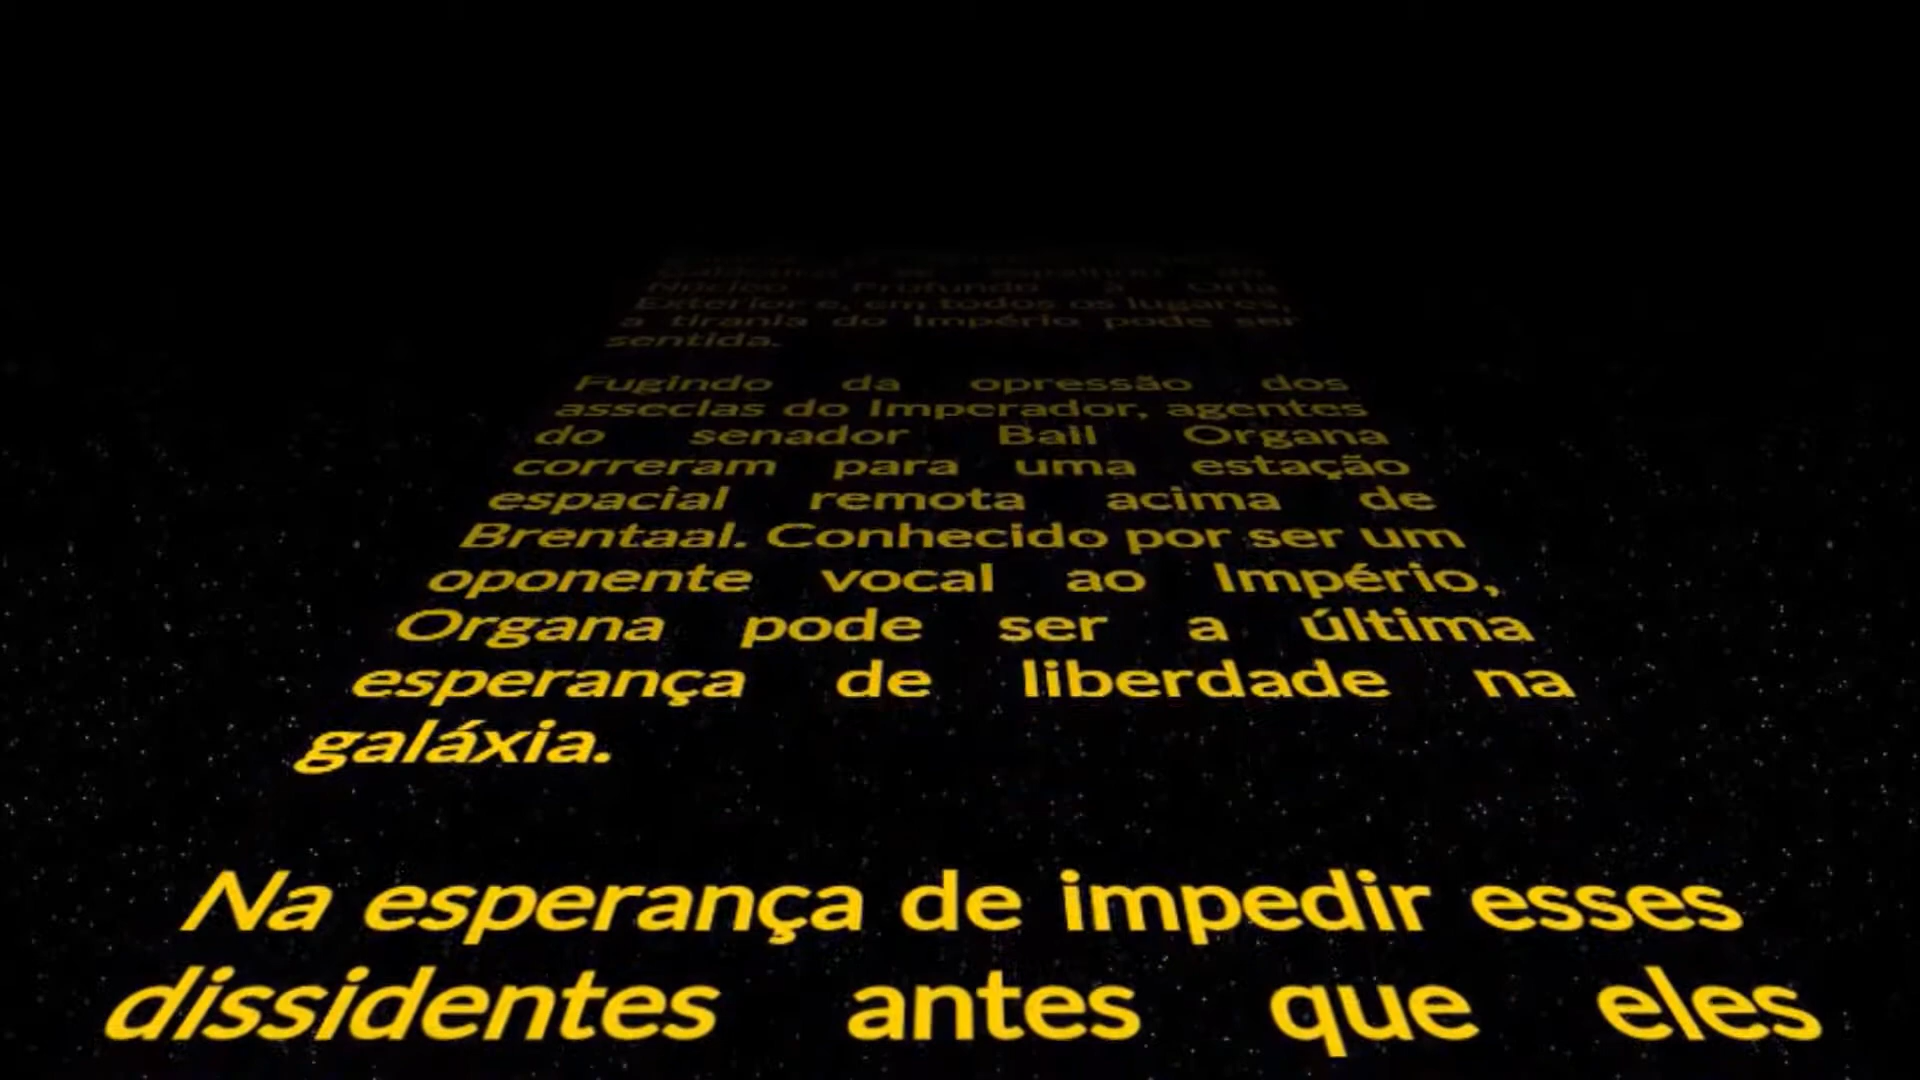 Núcleo Profundo à Orla
Exterior e, em todos os lugares,
a tirania do Império pode ser
sentida.
Fugindo da opressão dos
asseclas do Imperador, agentes
do senador Bail Organa
correram para uma estação
espacial remota acima de
Brentaal. Conhecido por ser um
oponente vocal ao Império,
Organa pode ser a última
esperança de liberdade na
galáxia.
Na esperança de impedir esses
dissidentes antes que eles